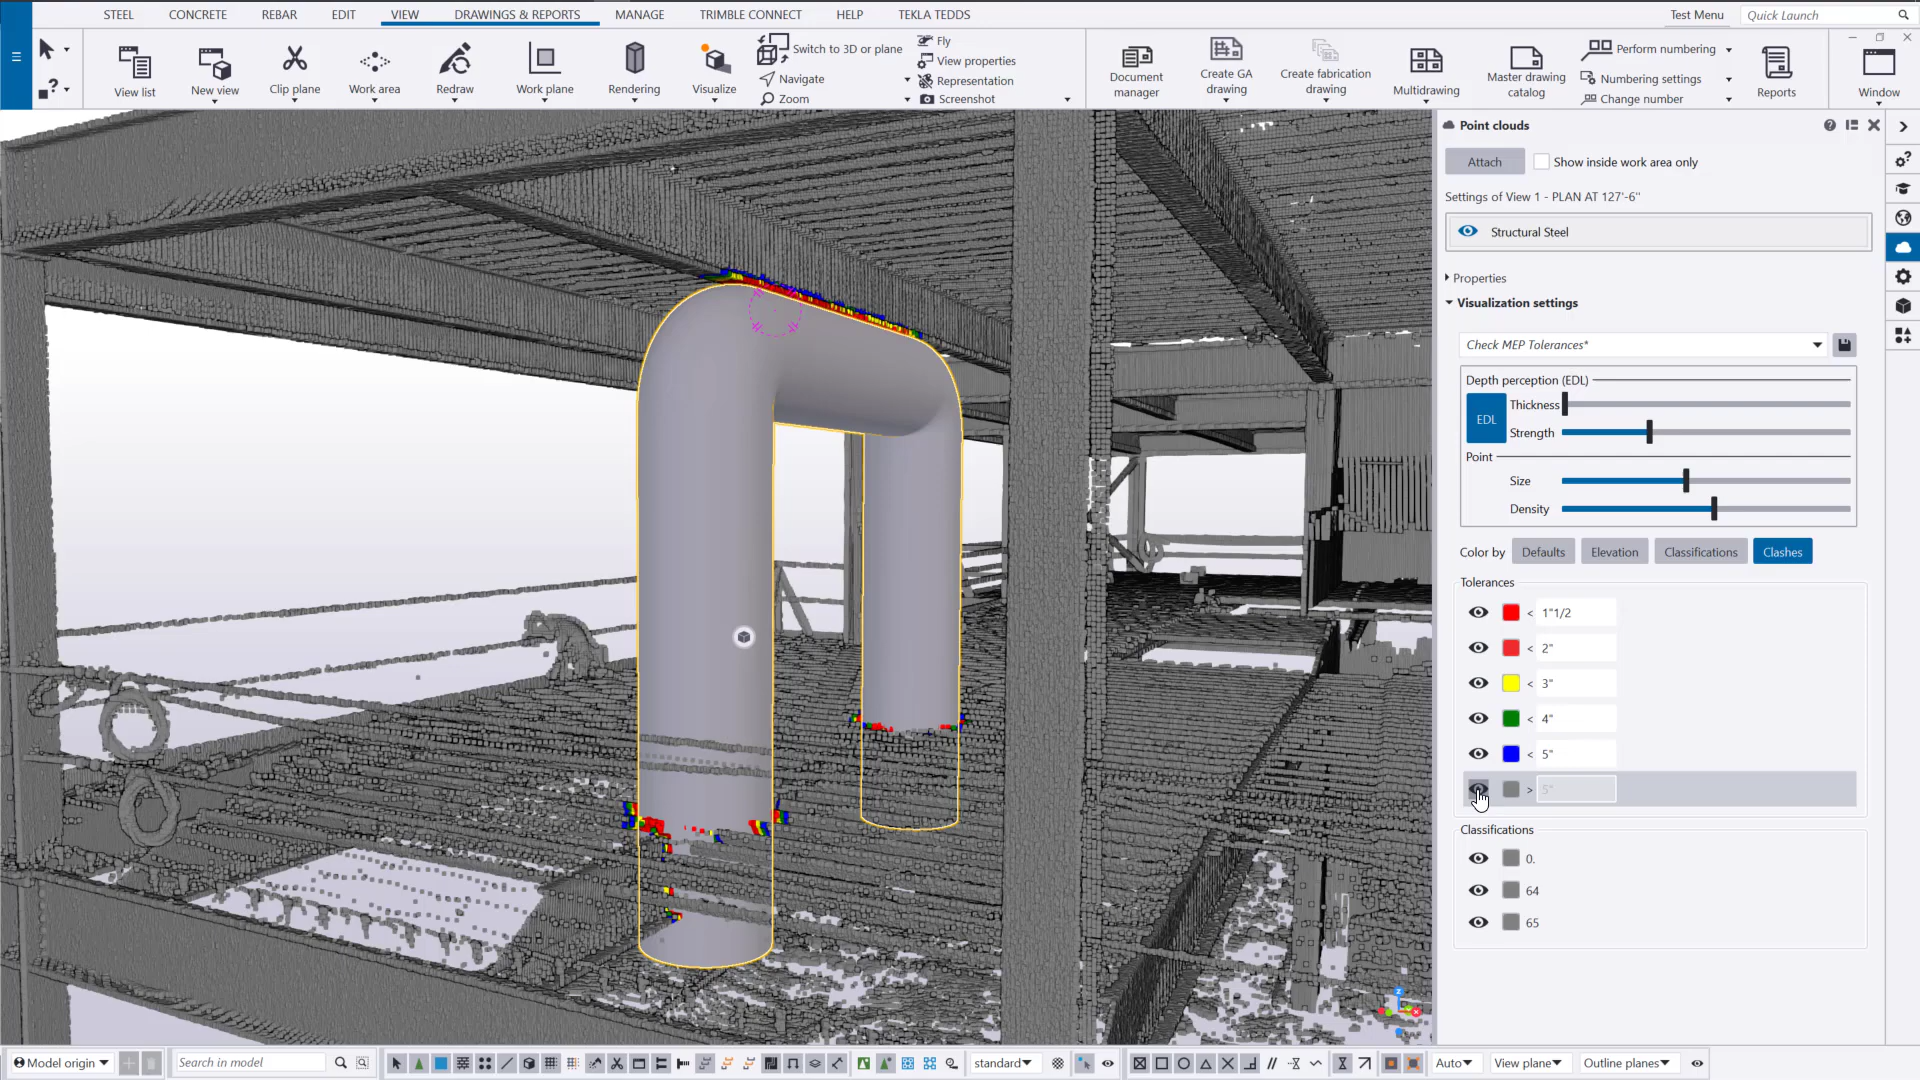 STEEL CONCRETE REBAR EDIT VIEW DRAWINGS & REPORTS MANAGE TRIMBLE CONNECT HELP TEKLA TEDDS Test Menu Quick Launch
View list
New view
Clip plane
Work area
Redraw
Work plane
Rendering
Visualize
Switch to 3D or plane
Navigate
Zoom
Fly
View properties
Representation
Screenshot
Document
manager
Create GA
drawing
Create fabrication
drawing
Multidrawing
Master drawing
catalog
Perform numbering
Numbering settings
Change number
Reports
Window
Point clouds
Attach Show inside work area only
Settings of View 1 - PLAN AT 127'-6"
Structural Steel
Properties
Visualization settings
Check MEP Tolerances*
Depth perception (EDL)
EDL
Thickness
Strength
Point
Size
Density
Color by Defaults Elevation Classifications Clashes
Tolerances
< 1"1/2
< 2"
< 3"
< 4"
< 5"
> 5"
Classifications
0.
64
65
Z
Model origin Search in model standard Auto View plane Outline planes